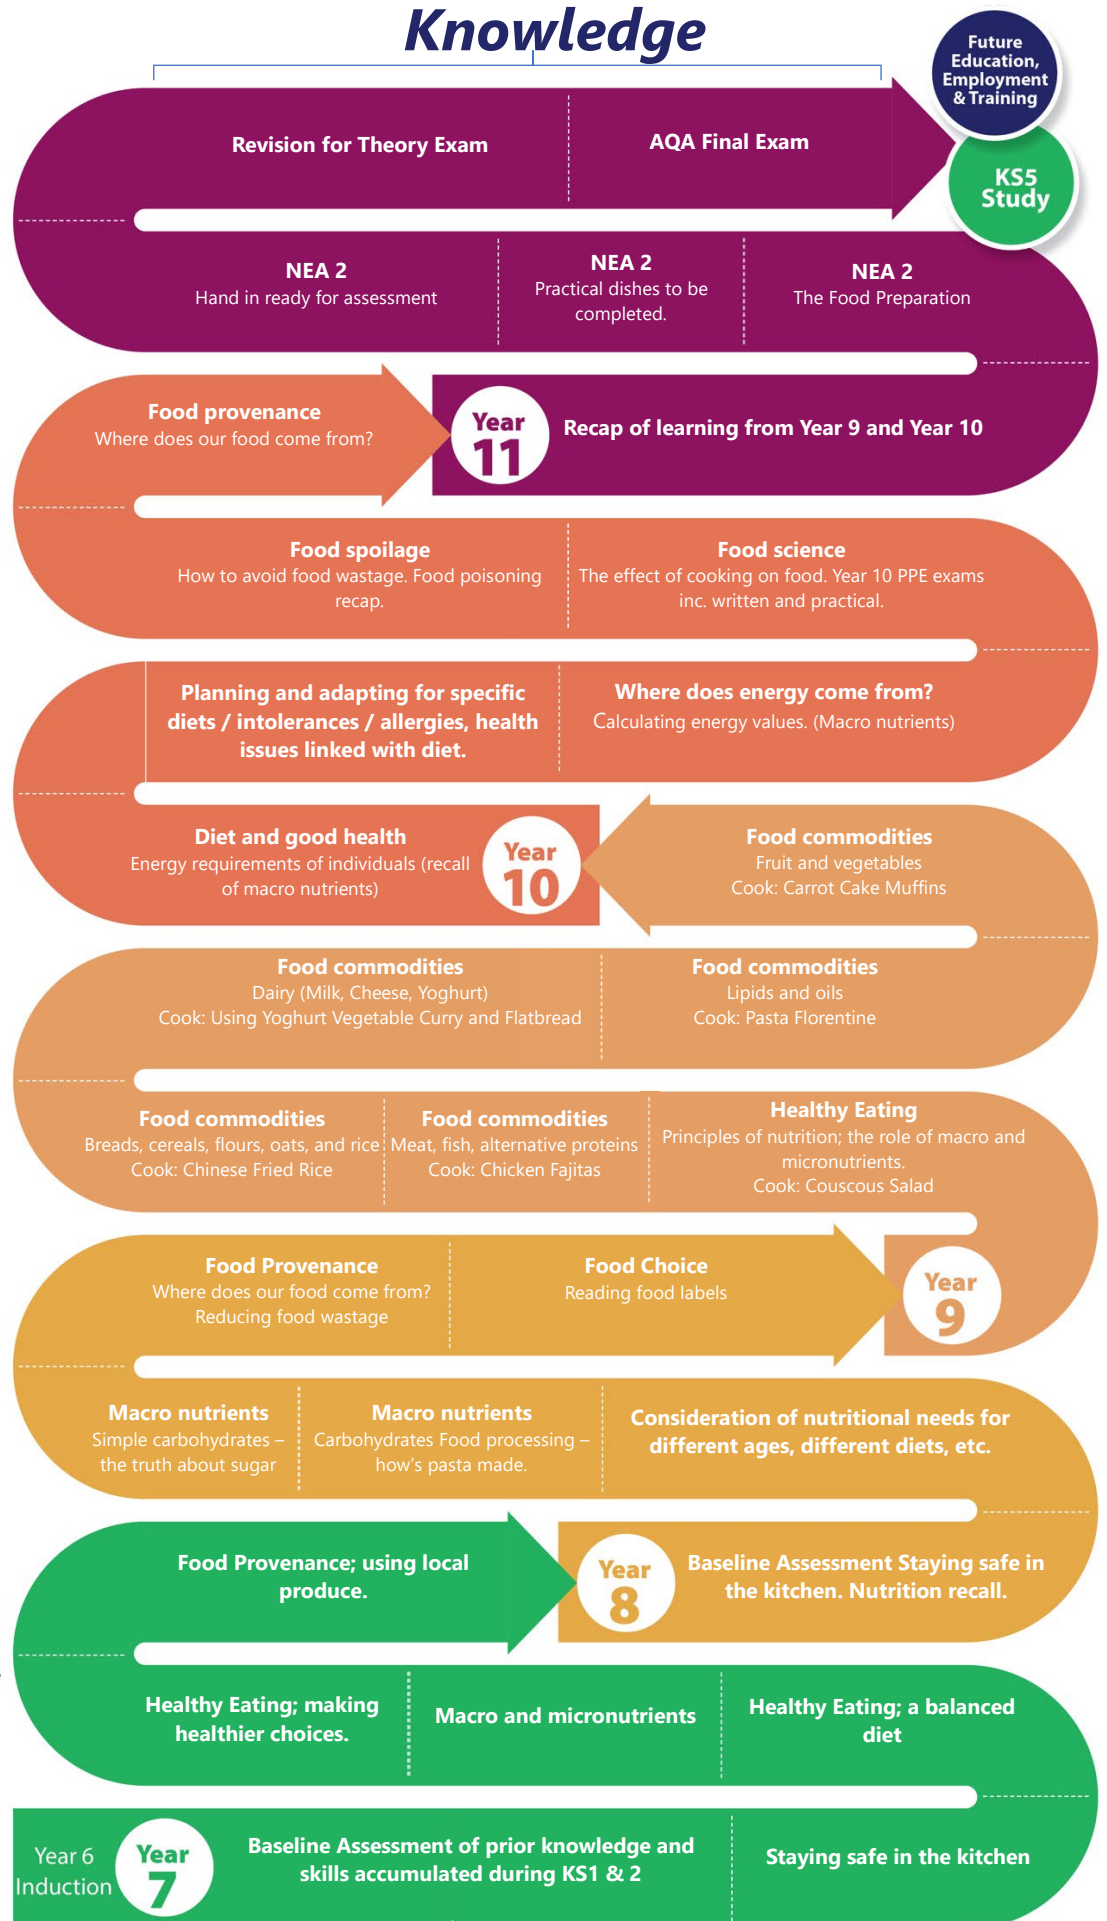 Knowledge
Future
Education,
Employment
& Training
KS5
Study
Revision for Theory Exam
AQA Final Exam
NEA 2
Hand in ready for assessment
NEA 2
Practical dishes to be
completed.
NEA 2
The Food Preparation
Food provenance
Where does our food come from?
Year
11
Recap of learning from Year 9 and Year 10
Food spoilage
How to avoid food wastage. Food poisoning
recap.
Food science
The effect of cooking on food. Year 10 PPE exams
inc. written and practical.
Planning and adapting for specific
diets / intolerances / allergies, health
issues linked with diet.
Where does energy come from?
Calculating energy values. (Macro nutrients)
Diet and good health
Energy requirements of individuals (recall
of macro nutrients)
Year
10
Food commodities
Fruit and vegetables
Cook: Carrot Cake Muffins
Food commodities
Dairy (Milk, Cheese, Yoghurt)
Cook: Using Yoghurt Vegetable Curry and Flatbread
Food commodities
Lipids and oils
Cook: Pasta Florentine
Food commodities
Breads, cereals, flours, oats, and rice
Cook: Chinese Fried Rice
Food commodities
Meat, fish, alternative proteins
Cook: Chicken Fajitas
Healthy Eating
Principles of nutrition; the role of macro and
micronutrients.
Cook: Couscous Salad
Food Provenance
Where does our food come from?
Reducing food wastage
Food Choice
Reading food labels
Year
9
Macro nutrients
Simple carbohydrates –
the truth about sugar
Macro nutrients
Carbohydrates Food processing –
how's pasta made.
Consideration of nutritional needs for
different ages, different diets, etc.
Food Provenance; using local
produce.
Year
8
Baseline Assessment Staying safe in
the kitchen. Nutrition recall.
Healthy Eating; making
healthier choices.
Macro and micronutrients
Healthy Eating; a balanced
diet
Year 6
Induction
Year
7
Baseline Assessment of prior knowledge and
skills accumulated during KS1 & 2
Staying safe in the kitchen